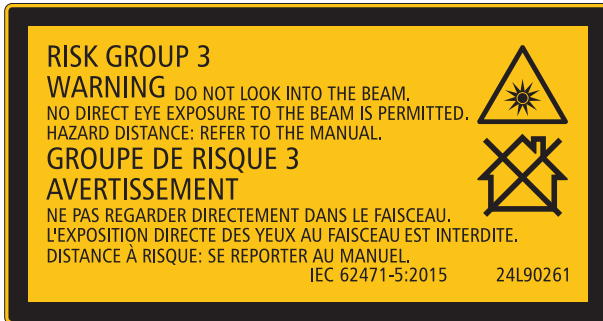 RISK GROUP 3
WARNING DO NOT LOOK INTO THE BEAM.
NO DIRECT EYE EXPOSURE TO THE BEAM IS PERMITTED.
HAZARD DISTANCE: REFER TO THE MANUAL.
GROUPE DE RISQUE 3
AVERTISSEMENT
NE PAS REGARDER DIRECTEMENT DANS LE FAISCEAU.
L'EXPOSITION DIRECTE DES YEUX AU FAISCEAU EST INTERDITE.
DISTANCE À RISQUE: SE REPORTER AU MANUEL.
IEC 62471-5:2015 24L90261